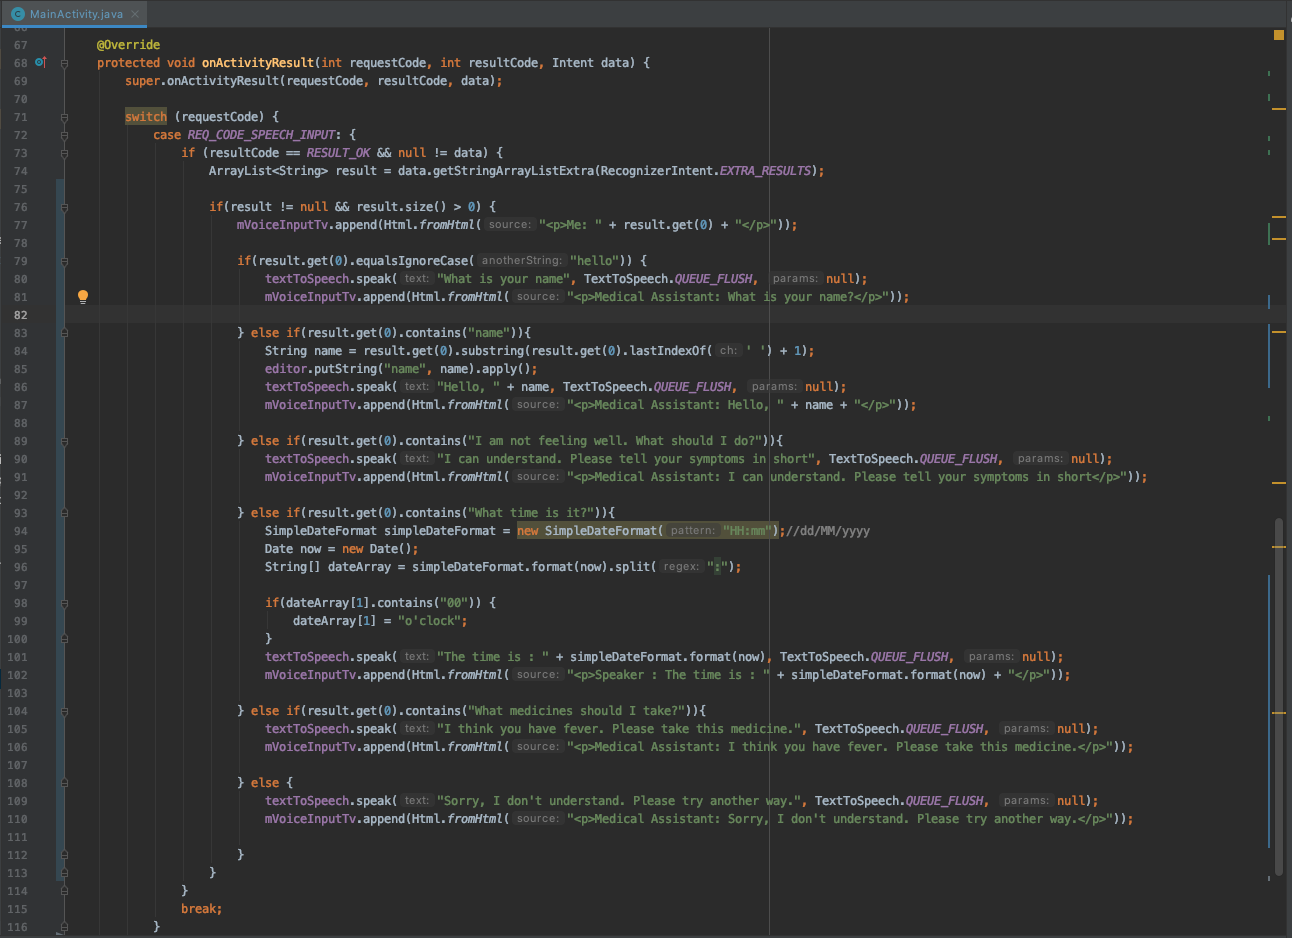 MainActivity.java
66
67 @Override
68 protected void onActivityResult(int requestCode, int resultCode, Intent data) {
69 super.onActivityResult(requestCode, resultCode, data);
70
71 switch (requestCode) {
72 case REQ_CODE_SPEECH_INPUT: {
73 if (resultCode == RESULT_OK && null != data) {
74 ArrayList<String> result = data.getStringArrayListExtra(RecognizerIntent.EXTRA_RESULTS);
75
76 if(result != null && result.size() > 0) {
77 mVoiceInputTv.append(Html.fromHtml( source: "<p>Me: " + result.get(0) + "</p>"));
78
79 if(result.get(0).equalsIgnoreCase( anotherString: "hello")) {
80 textToSpeech.speak( text: "What is your name", TextToSpeech.QUEUE_FLUSH, params: null);
81 mVoiceInputTv.append(Html.fromHtml( source: "<p>Medical Assistant: What is your name?</p>"));
82
83 } else if(result.get(0).contains("name")){
84 String name = result.get(0).substring(result.get(0).lastIndexOf( ch: ' ') + 1);
85 editor.putString("name", name).apply();
86 textToSpeech.speak( text: "Hello, " + name, TextToSpeech.QUEUE_FLUSH, params: null);
87 mVoiceInputTv.append(Html.fromHtml( source: "<p>Medical Assistant: Hello, " + name + "</p>"));
88
89 } else if(result.get(0).contains("I am not feeling well. What should I do?")){
90 textToSpeech.speak( text: "I can understand. Please tell your symptoms in short", TextToSpeech.QUEUE_FLUSH, params: null);
91 mVoiceInputTv.append(Html.fromHtml( source: "<p>Medical Assistant: I can understand. Please tell your symptoms in short</p>"));
92
93 } else if(result.get(0).contains("What time is it?")){
94 SimpleDateFormat simpleDateFormat = new SimpleDateFormat( pattern: "HH:mm");//dd/MM/yyyy
95 Date now = new Date();
96 String[] dateArray = simpleDateFormat.format(now).split( regex: ":");
97
98 if(dateArray[1].contains("00")) {
99 dateArray[1] = "o'clock";
100 }
101 textToSpeech.speak( text: "The time is : " + simpleDateFormat.format(now), TextToSpeech.QUEUE_FLUSH, params: null);
102 mVoiceInputTv.append(Html.fromHtml( source: "<p>Speaker : The time is : " + simpleDateFormat.format(now) + "</p>"));
103
104 } else if(result.get(0).contains("What medicines should I take?")){
105 textToSpeech.speak( text: "I think you have fever. Please take this medicine.", TextToSpeech.QUEUE_FLUSH, params: null);
106 mVoiceInputTv.append(Html.fromHtml( source: "<p>Medical Assistant: I think you have fever. Please take this medicine.</p>"));
107
108 } else {
109 textToSpeech.speak( text: "Sorry, I don't understand. Please try another way.", TextToSpeech.QUEUE_FLUSH, params: null);
110 mVoiceInputTv.append(Html.fromHtml( source: "<p>Medical Assistant: Sorry, I don't understand. Please try another way.</p>"));
111
112 }
113 }
114 }
115 break;
116 }